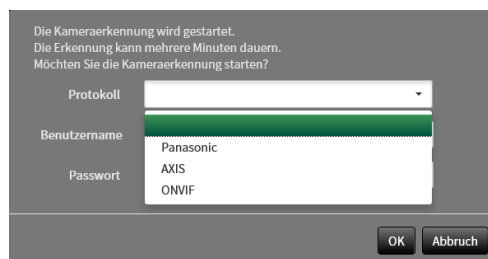 Die Kameraerkennung wird gestartet.
Die Erkennung kann mehrere Minuten dauern.
Möchten Sie die Kameraerkennung starten?
Protokoll
Benutzername
Panasonic
AXIS
Passwort
ONVIF
OK Abbruch